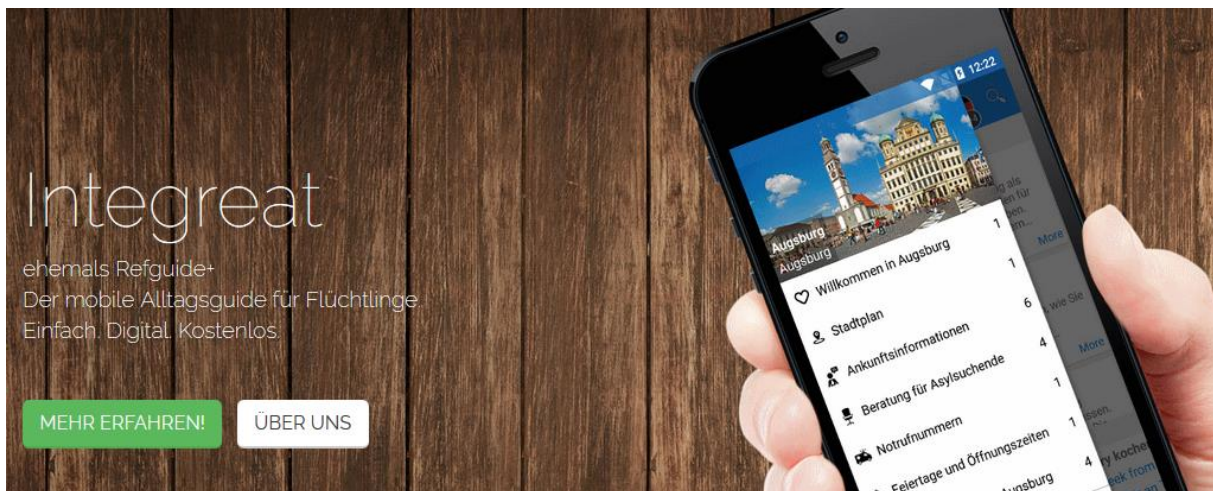 Integreat
ehemals Refguide+
Der mobile Alltagsguide für Flüchtlinge.
Einfach. Digital. Kostenlos.
MEHR ERFAHREN!
ÜBER UNS
12:22
Augsburg
Augsburg
Willkommen in Augsburg 1
Stadtplan 1
Ankunftsinformationen 6
Beratung für Asylsuchende 4
Notrufnummern 1
Feiertage und Öffnungszeiten 1
Augsburg 4
More
wie Sie
More